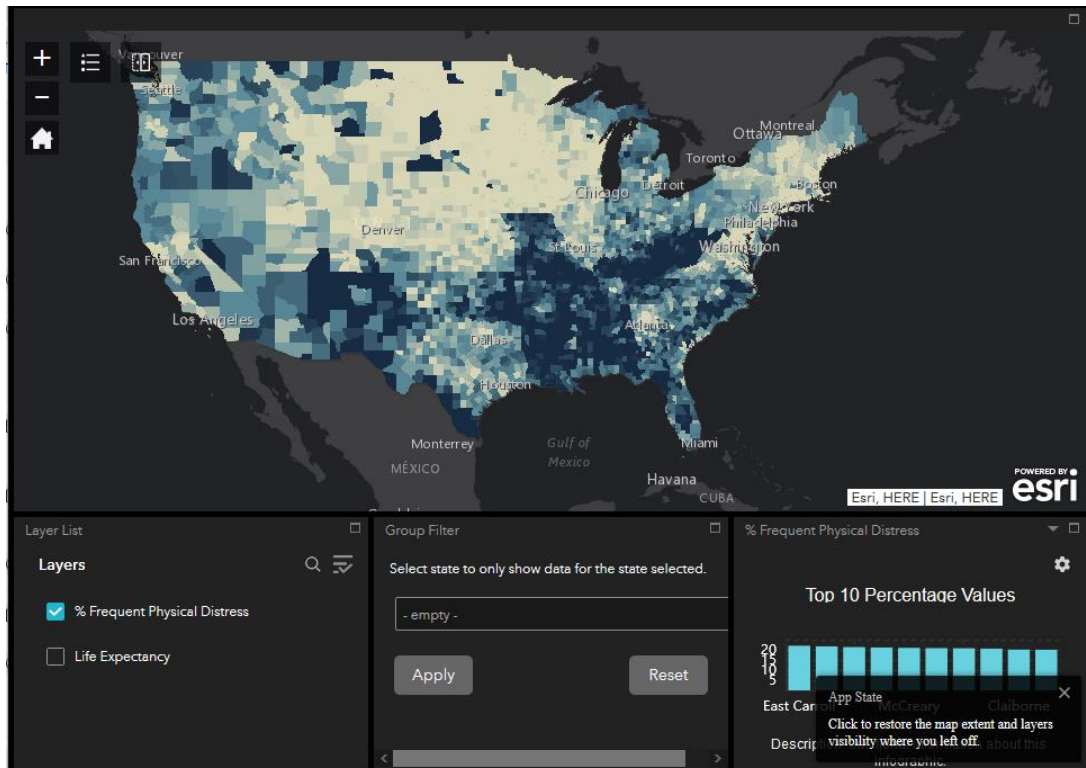 Vancouver
Seattle
Ottawa
Montreal
Toronto
Chicago
Detroit
Boston
New York
Philadelphia
Denver
St Louis
Washington
San Francisco
Los Angeles
Atlanta
Dallas
Houston
Monterrey
Gulf of
Mexico
Miami
MÉXICO
Havana
CUBA
POWERED BY
esri
Esri, HERE | Esri, HERE
Layer List
Layers
% Frequent Physical Distress
Life Expectancy
Group Filter
Select state to only show data for the state selected.
- empty -
Apply
Reset
% Frequent Physical Distress
Top 10 Percentage Values
20
15
10
5
East Carroll
McCreary
Claiborne
App State
Click to restore the map extent and layers
visibility where you left off.
about this
infographic.